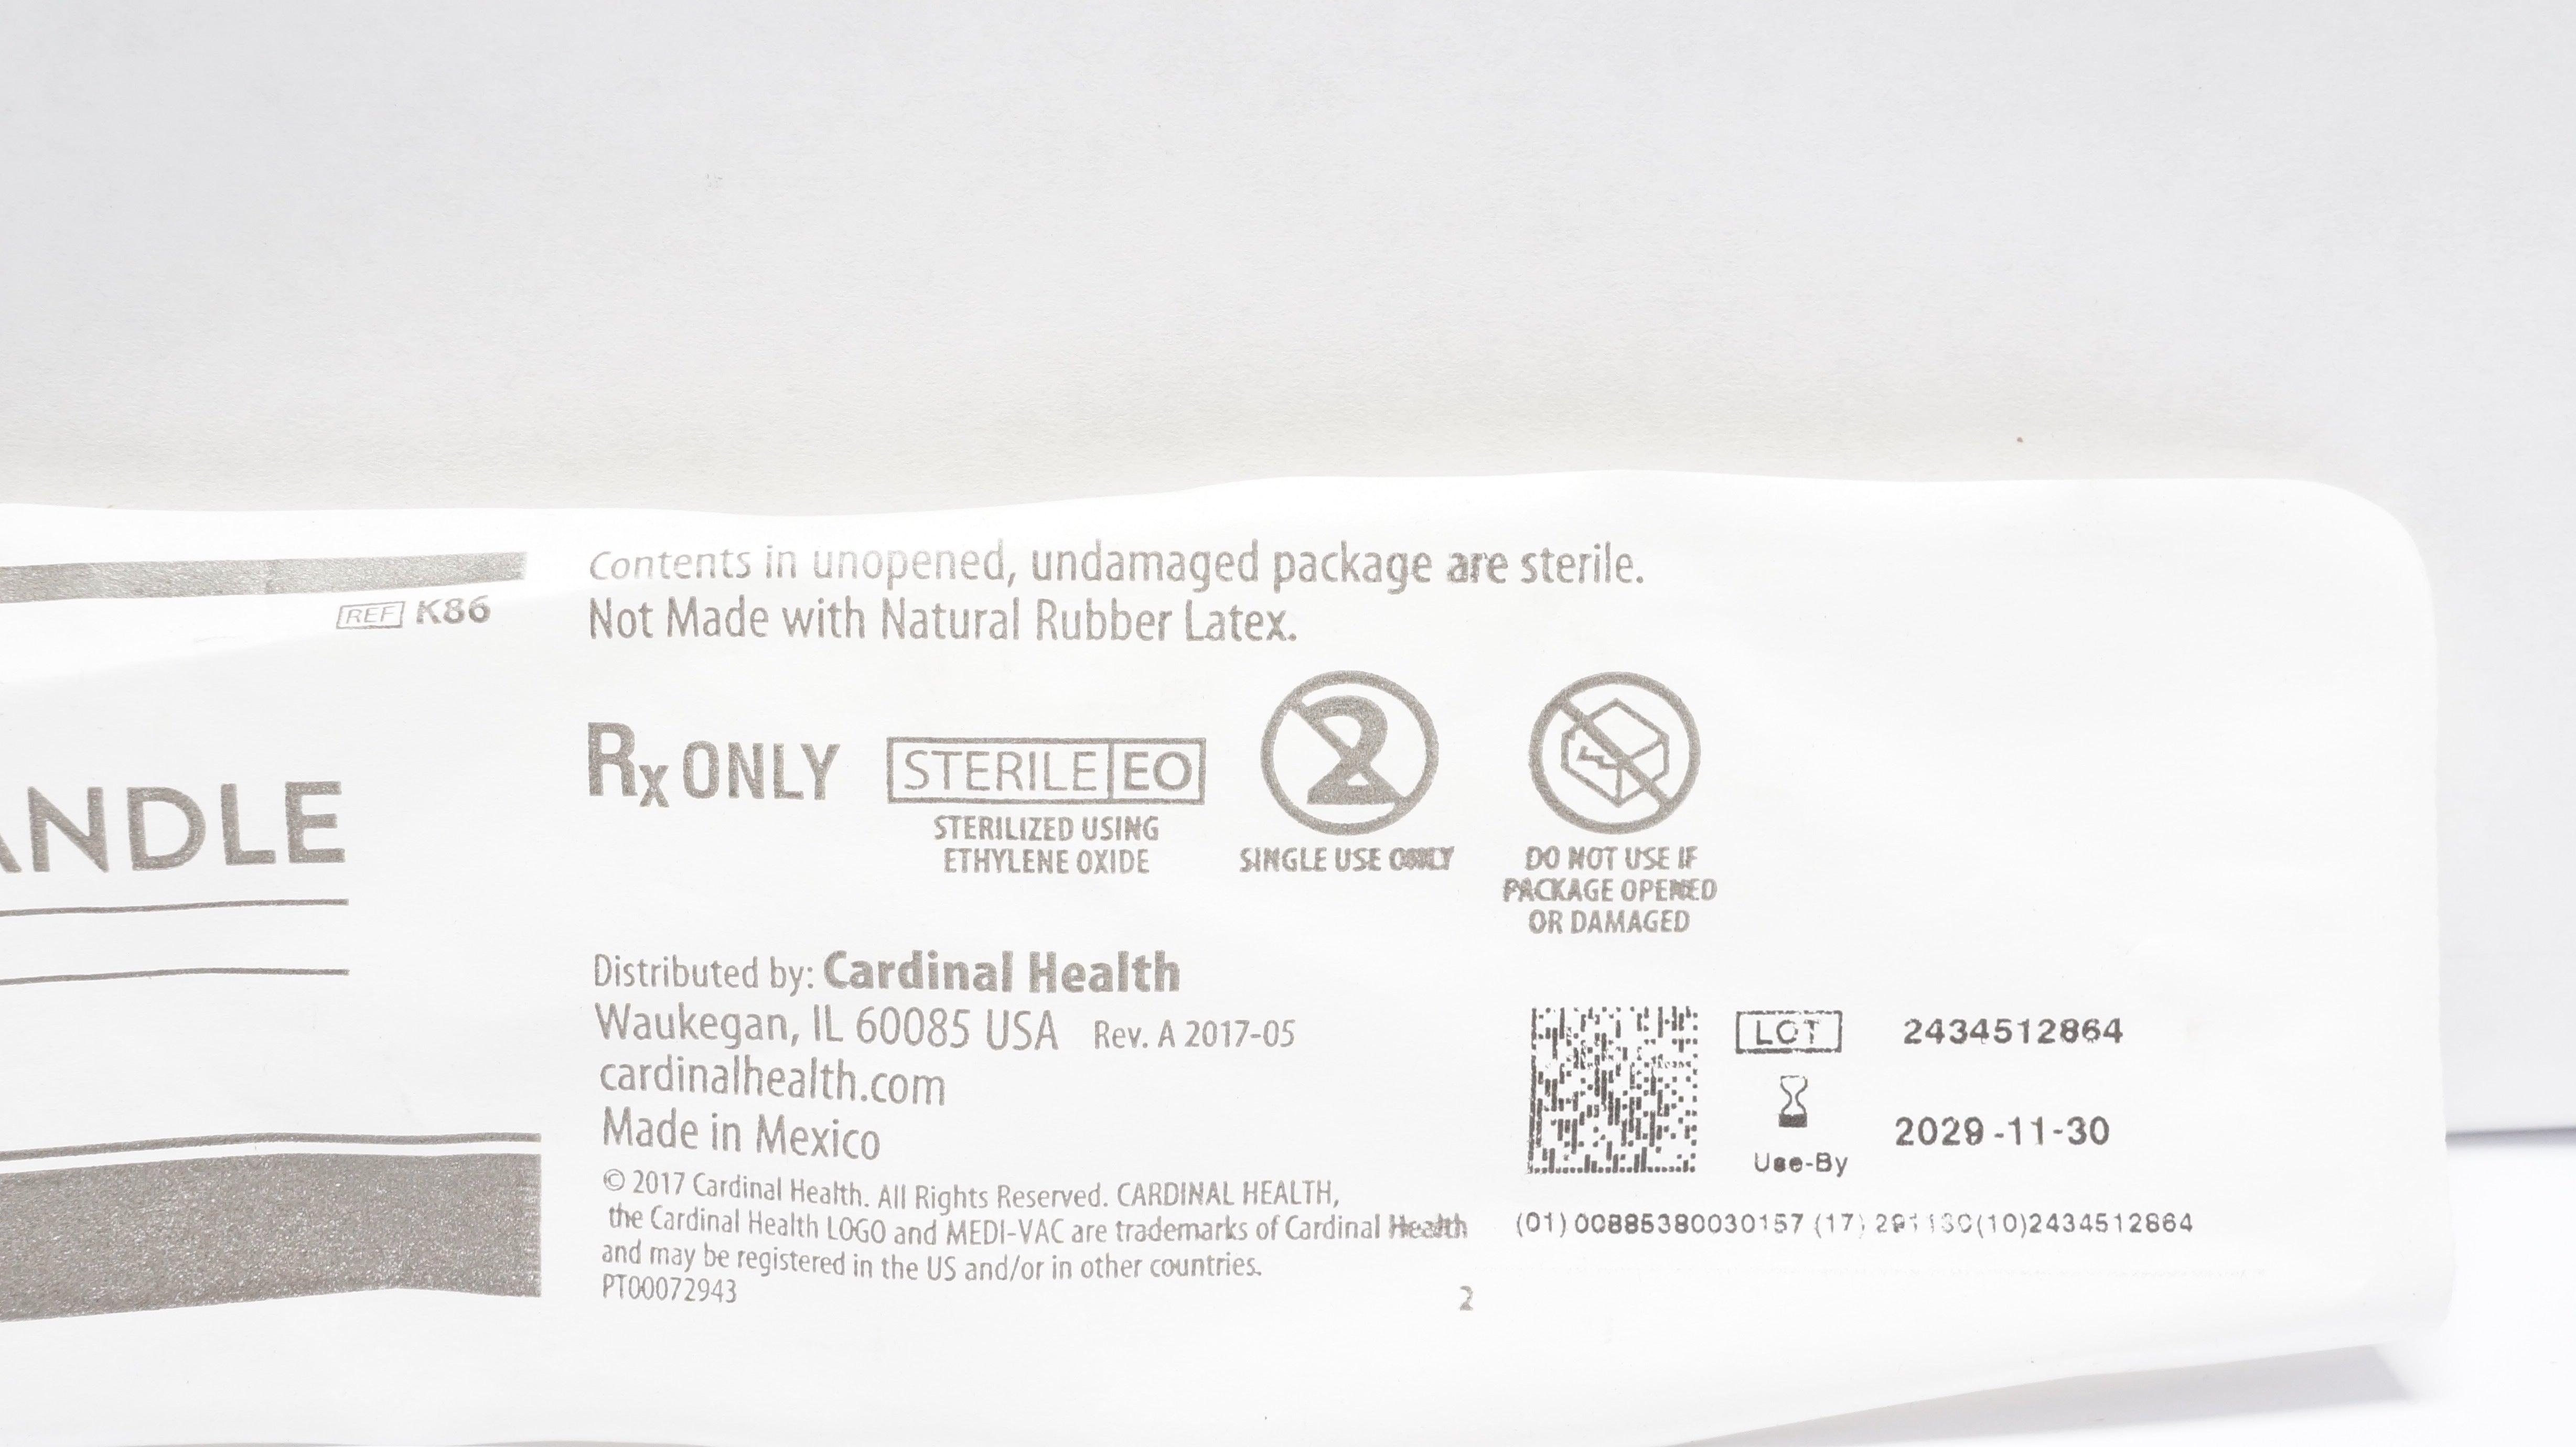 REF K86
ANDLE
Contents in unopened, undamaged package are sterile.
Not Made with Natural Rubber Latex.
Rx ONLY
STERILE EO
STERILIZED USING
ETHYLENE OXIDE
2
SINGLE USE ONLY
DO NOT USE IF
PACKAGE OPENED
OR DAMAGED
Distributed by: Cardinal Health
Waukegan, IL 60085 USA Rev. A 2017-05
cardinalhealth.com
Made in Mexico
© 2017 Cardinal Health. All Rights Reserved. CARDINAL HEALTH,
the Cardinal Health LOGO and MEDI-VAC are trademarks of Cardinal Health
and may be registered in the US and/or in other countries.
PT00072943
2
LOT 2434512864
2029-11-30
Use-By
(01) 00885380030157 (17) 291130(10)2434512864